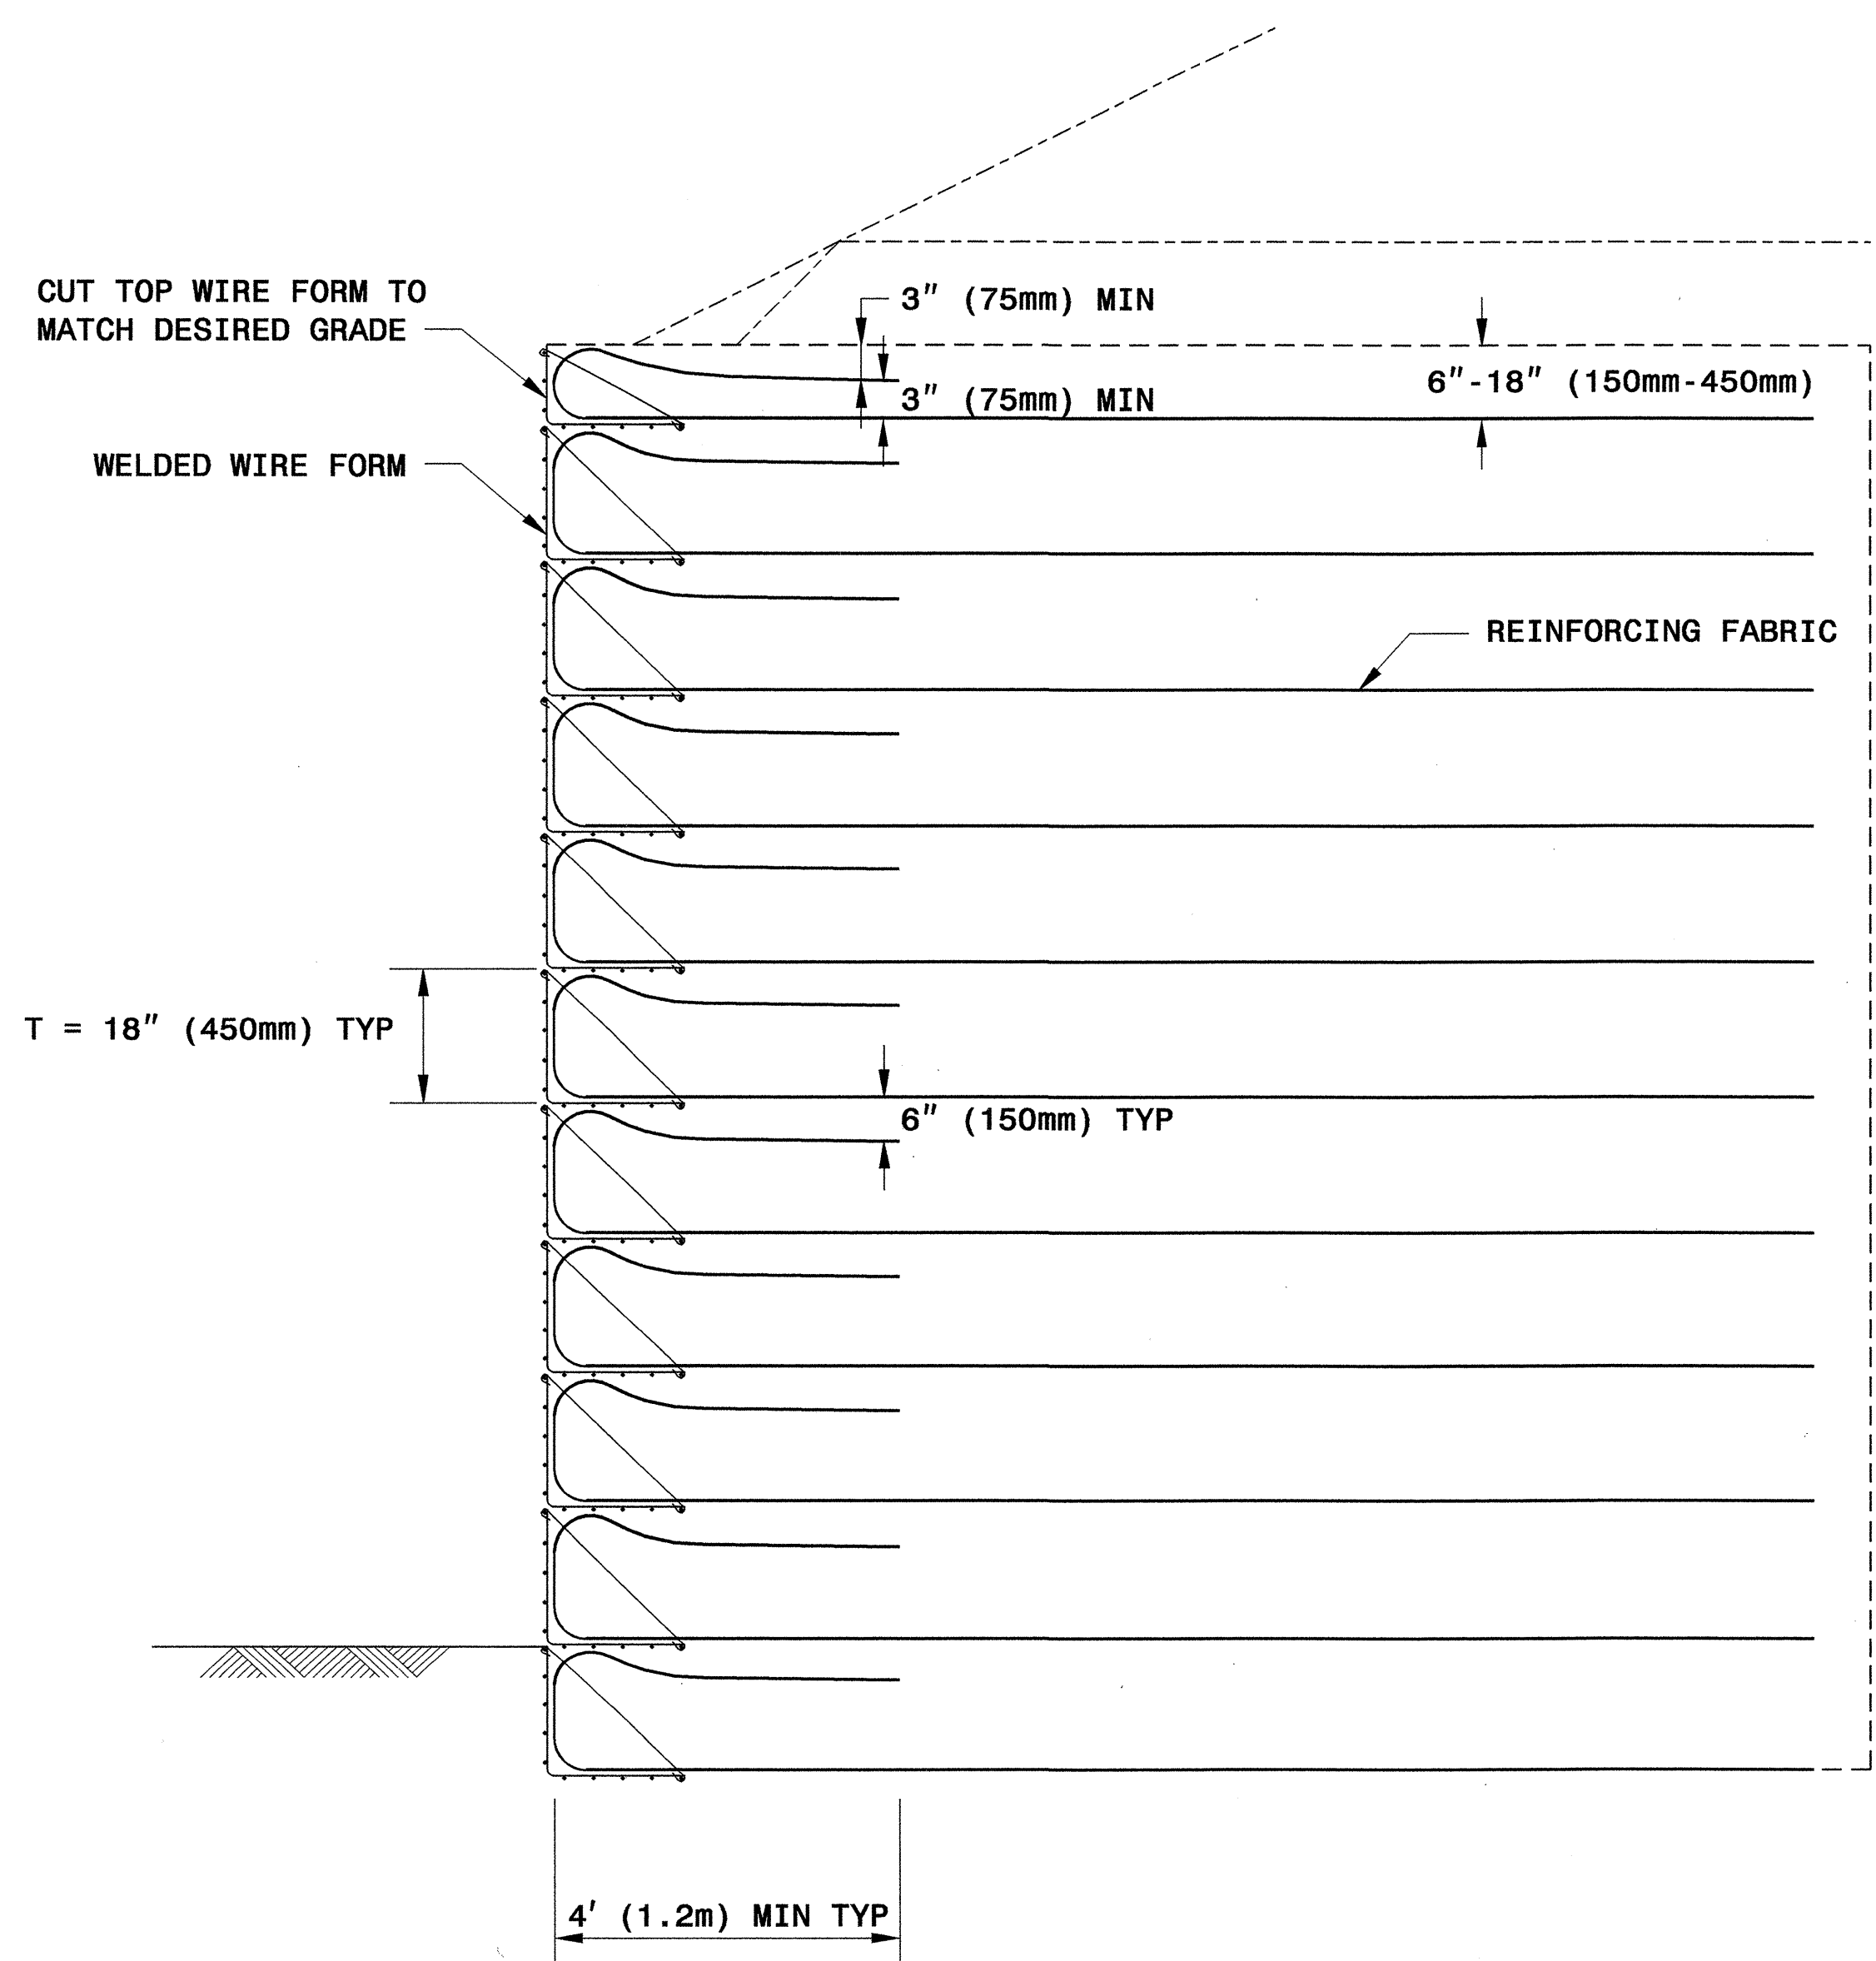 CUT TOP WIRE FORM TO
MATCH DESIRED GRADE
3" (75mm) MIN
6"-18" (150mm-450mm)
3" (75mm) MIN
WELDED WIRE FORM
REINFORCING FABRIC
T = 18" (450mm) TYP
6" (150mm) TYP
4' (1.2m) MIN TYP